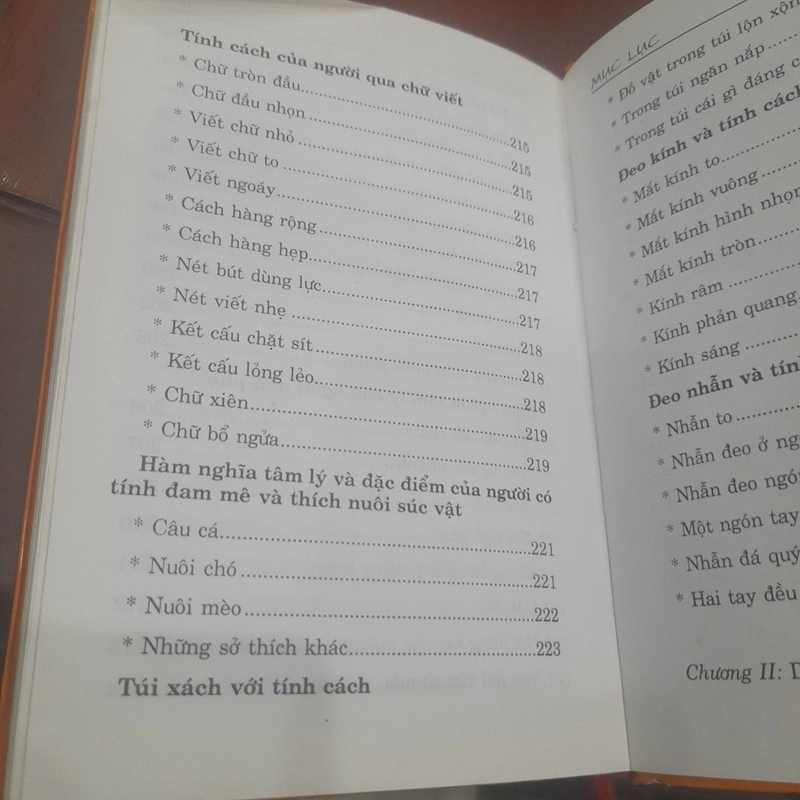 Tính cách của người qua chữ viết
* Chữ tròn đầu..............................215
* Chữ đầu nhọn..............................215
* Viết chữ nhỏ..............................215
* Viết chữ to..............................216
* Viết ngoáy..............................216
* Cách hàng rộng..............................217
* Cách hàng hẹp..............................217
* Nét bút dùng lực..............................217
* Nét viết nhẹ..............................218
* Kết cấu chặt sít..............................218
* Kết cấu lỏng lẻo..............................218
* Chữ xiên..............................219
* Chữ bổ ngửa..............................219
Hàm nghĩa tâm lý và đặc điểm của người có
tính đam mê và thích nuôi súc vật
* Câu cá..............................221
* Nuôi chó..............................221
* Nuôi mèo..............................222
* Những sở thích khác..............................223
Túi xách với tính cách
MỤC LỤC
* Đồ vật trong túi lộn xộn
* Trong túi ngăn nắp
* Trong túi cái gì đáng
Đeo kính và tính cách
* Mắt kính to
* Mắt kính vuông
* Mắt kính hình nhọn
* Mắt kính tròn
* Kính râm
* Kính phản quang
* Kính sáng
Đeo nhẫn và
* Nhẫn to
* Nhẫn đeo ở
* Nhẫn đeo ngón
* Một ngón tay
* Nhẫn đá quý
* Hai tay đều
Chương II: